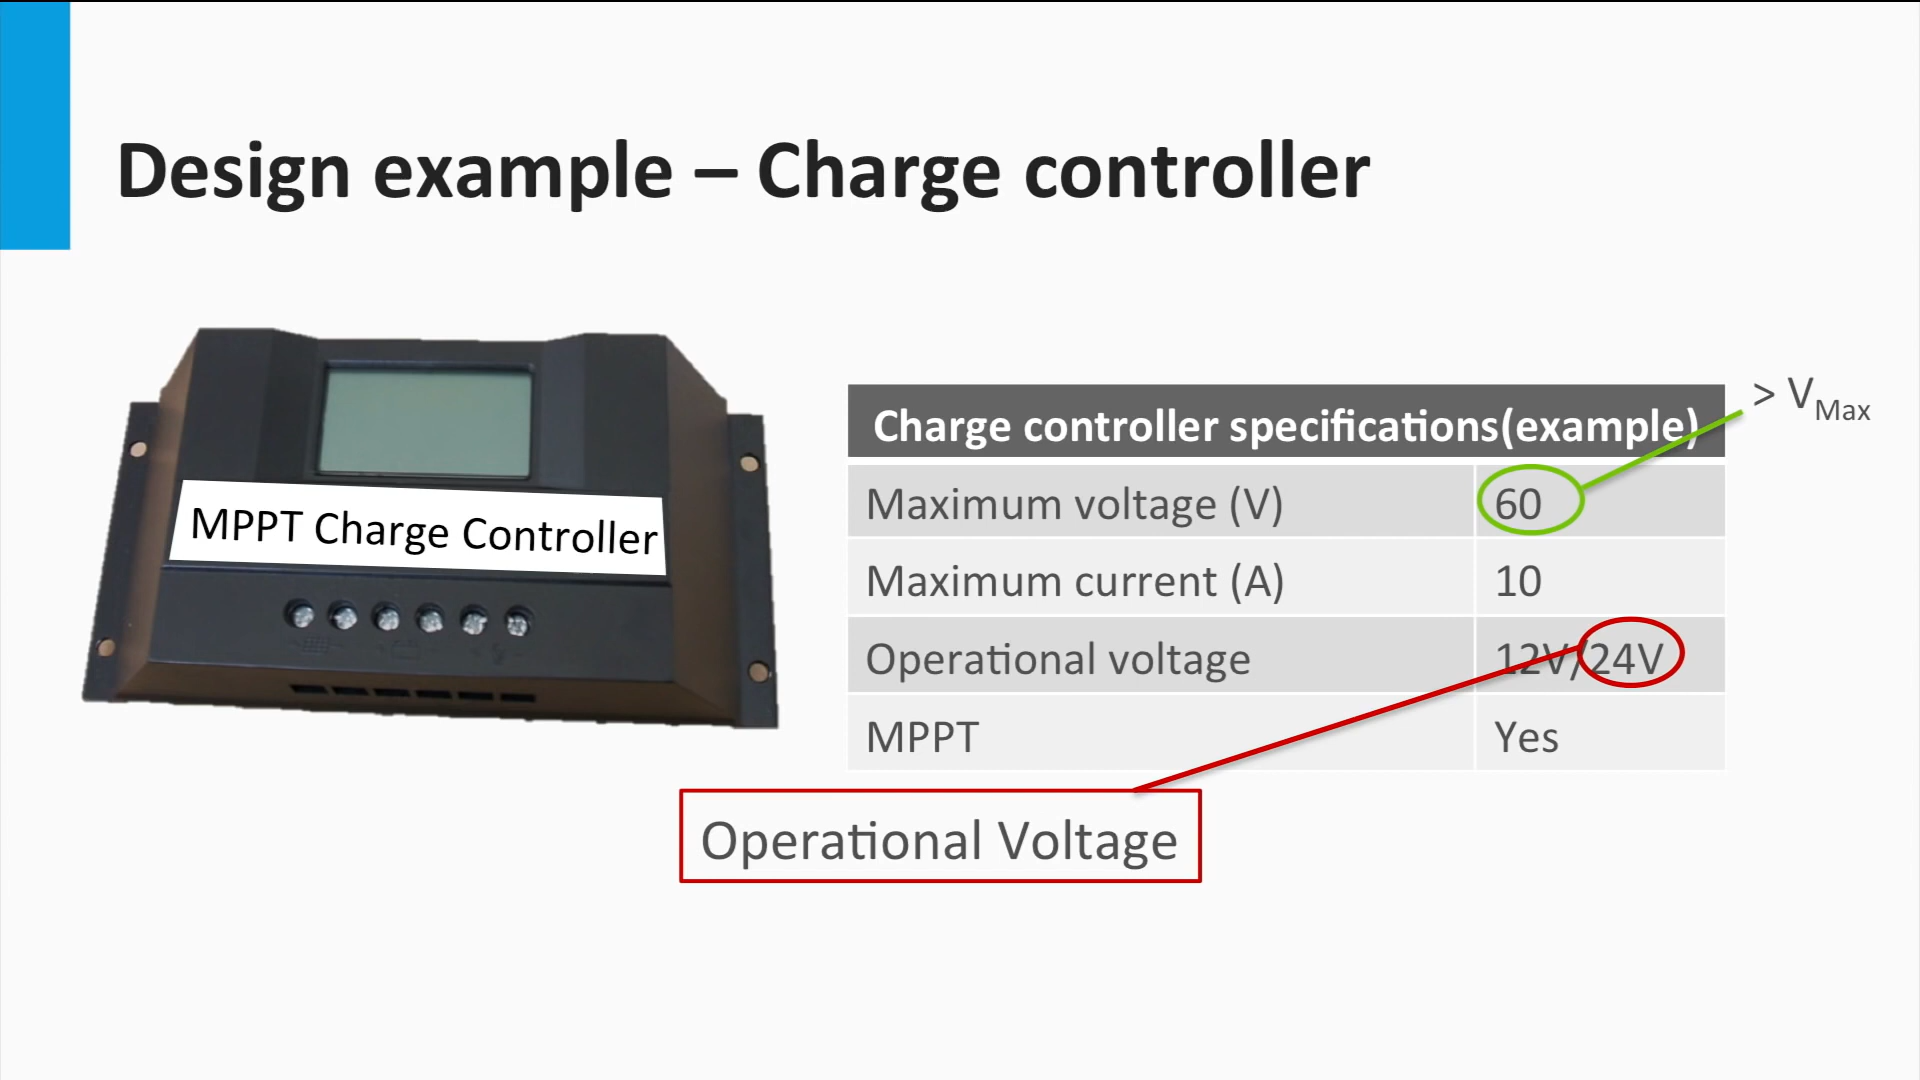 Design example – Charge controller
MPPT Charge Controller
> VMax
Charge controller specifications(example)
Maximum voltage (V) 60
Maximum current (A) 10
Operational voltage 12V/24V
MPPT Yes
Operational Voltage